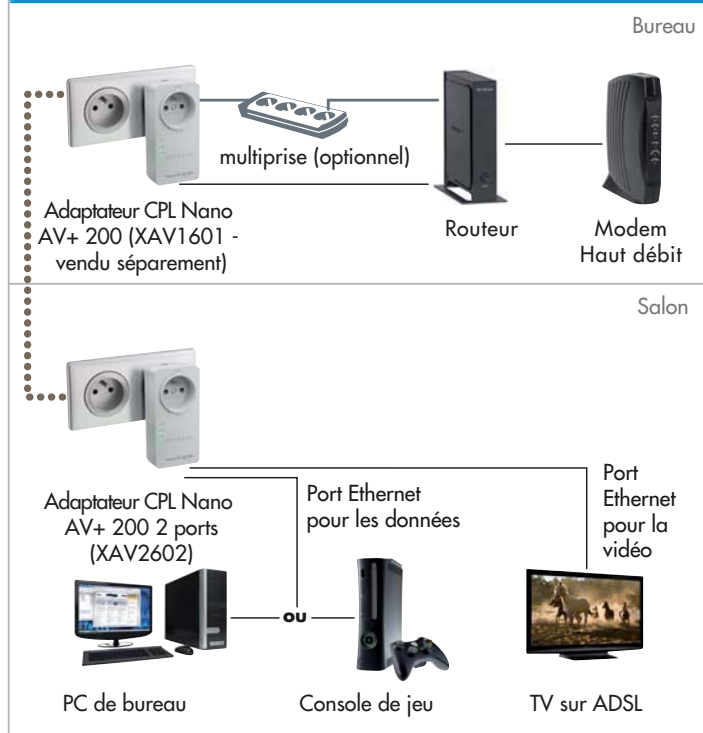 Bureau
multiprise (optionnel)
Adaptateur CPL Nano
AV+ 200 (XAV1601 -
vendu séparement)
Routeur
Modem
Haut débit
Salon
Adaptateur CPL Nano
AV+ 200 2 ports
(XAV2602)
Port Ethernet
pour les données
Port
Ethernet
pour la
vidéo
OU
PC de bureau
Console de jeu
TV sur ADSL